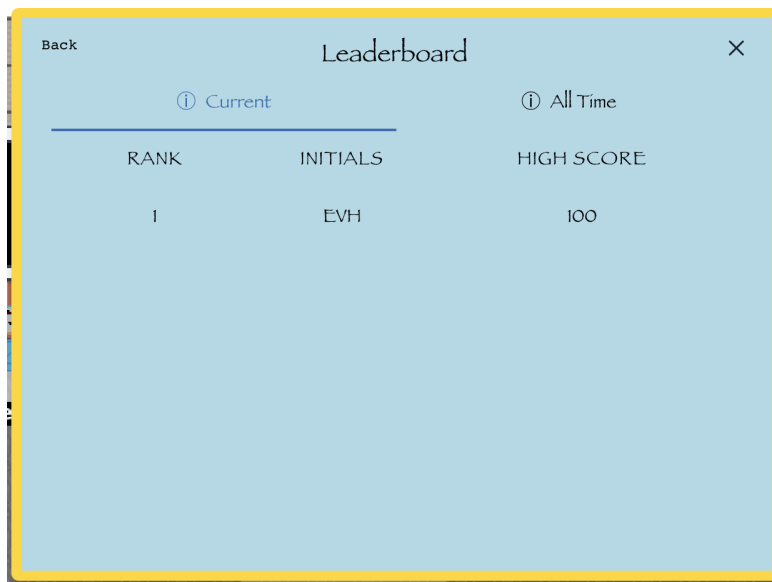 Back
Leaderboard
Current
All Time
RANK INITIALS HIGH SCORE
1 EVH 100